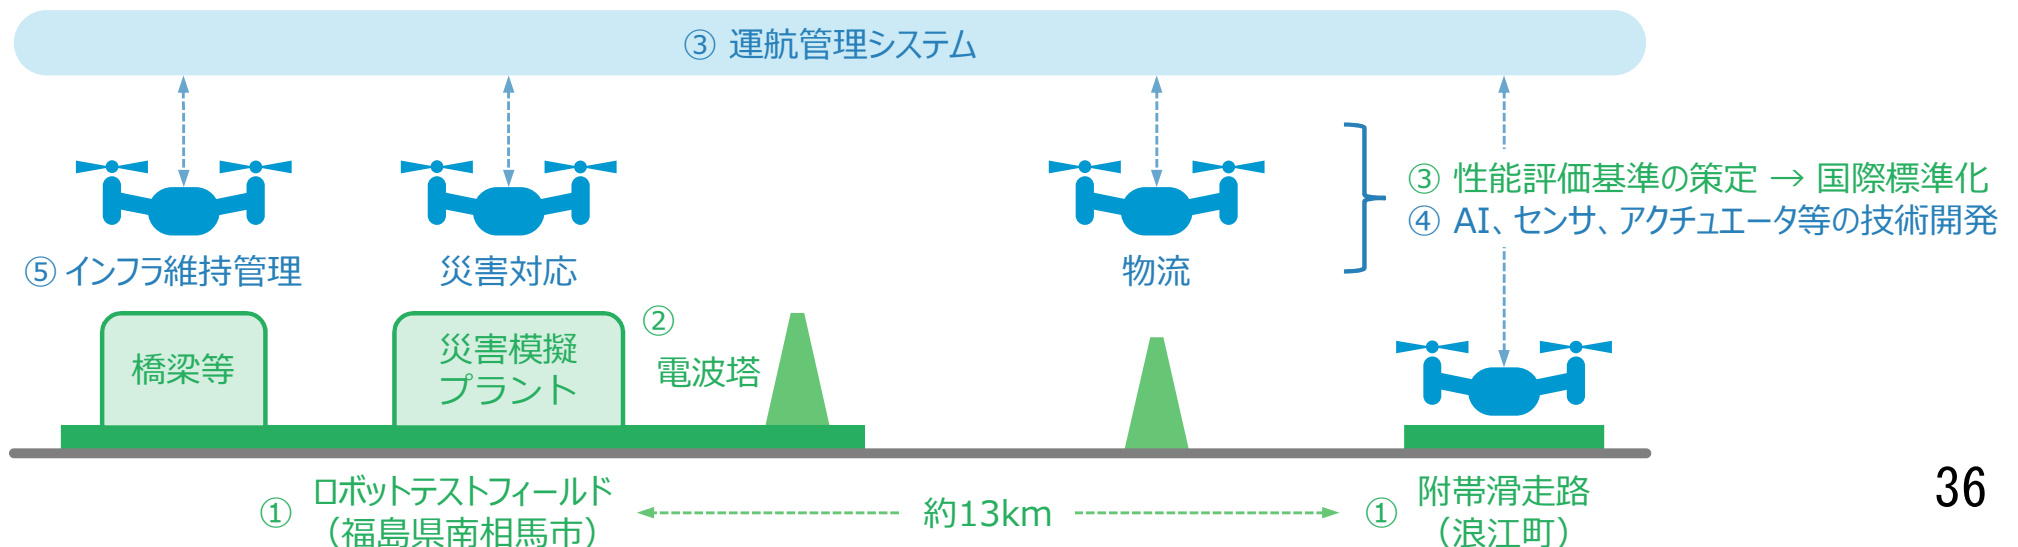 ③ 運航管理システム
③ 性能評価基準の策定 → 国際標準化
④ AI、センサ、アクチュエータ等の技術開発
⑤ インフラ維持管理
災害対応
物流
橋梁等
災害模擬
プラント
②
電波塔
① ロボットテストフィールド
（福島県南相馬市）
約13km
① 附帯滑走路
（浪江町）
36